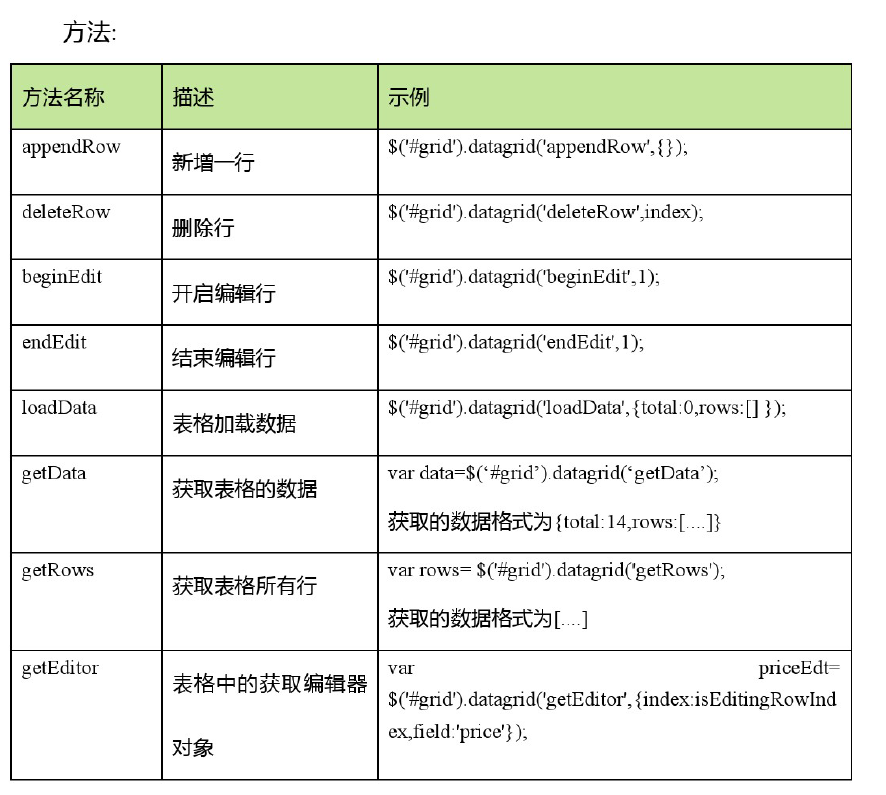 方法:
方法名称 描述 示例
appendRow 新增一行 $('#grid').datagrid('appendRow',{});
deleteRow 删除行 $('#grid').datagrid('deleteRow',index);
beginEdit 开启编辑行 $('#grid').datagrid('beginEdit',1);
endEdit 结束编辑行 $('#grid').datagrid('endEdit',1);
loadData 表格加载数据 $('#grid').datagrid('loadData',{total:0,rows:[] });
getData 获取表格的数据 var data=$(‘#grid’).datagrid(‘getData’);
获取的数据格式为{total:14,rows:[....]}
getRows 获取表格所有行 var rows= $('#grid').datagrid('getRows');
获取的数据格式为[....]
getEditor 表格中的获取编辑器 var priceEdt=
$('#grid').datagrid('getEditor',{index:isEditingRowInd
对象 ex,field:'price'});